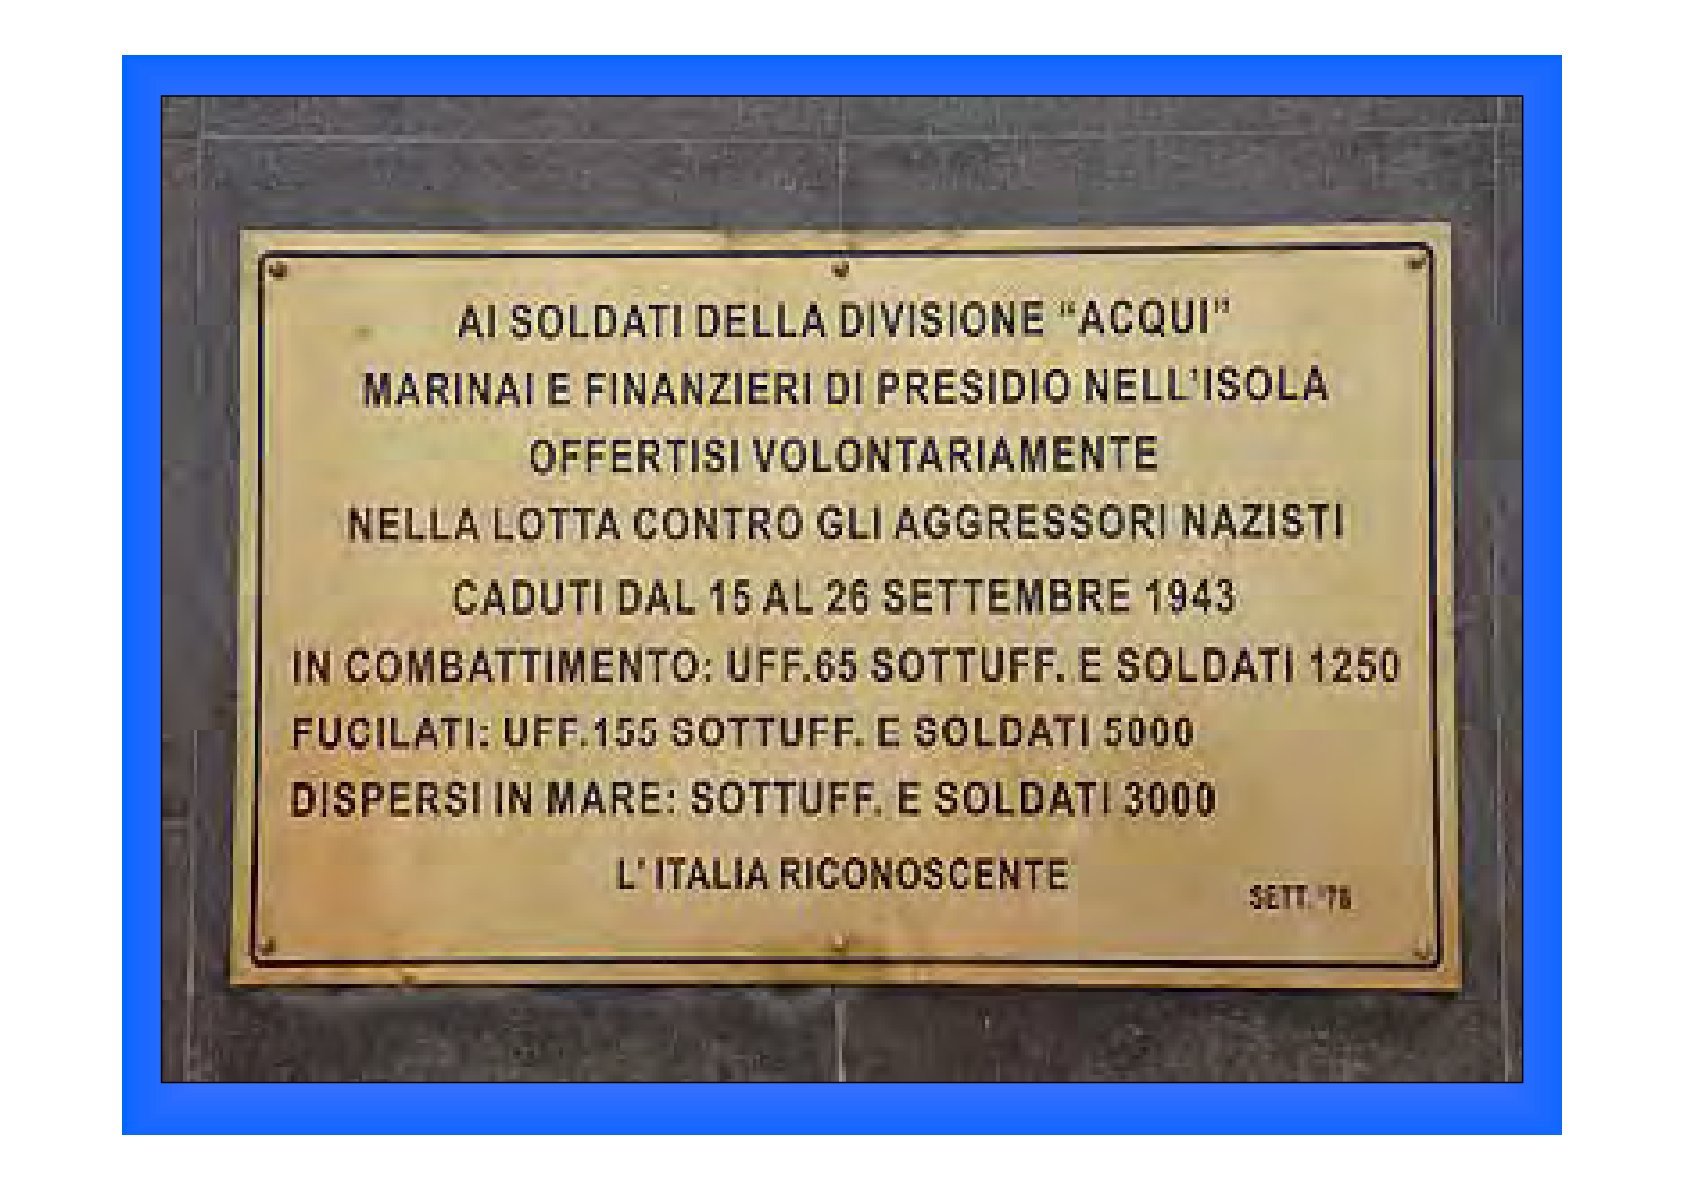 AI SOLDATI DELLA DIVISIONE “ACQUI”
MARINAI E FINANZIERI DI PRESIDIO NELL'ISOLA
OFFERTISI VOLONTARIAMENTE
NELLA LOTTA CONTRO GLI AGGRESSORI NAZISTI
CADUTI DAL 15 AL 26 SETTEMBRE 1943
IN COMBATTIMENTO: UFF.65 SOTTUFF. E SOLDATI 1250
FUCILATI: UFF.155 SOTTUFF. E SOLDATI 5000
DISPERSI IN MARE: SOTTUFF. E SOLDATI 3000
L' ITALIA RICONOSCENTE
SETT.